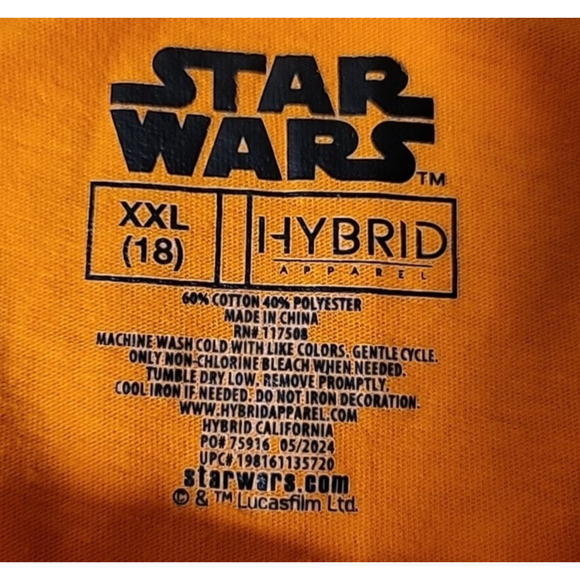 STAR
WARS™
XXL
(18)
HYBRID
APPAREL
60% COTTON 40% POLYESTER
MADE IN CHINA
RN# 117508
MACHINE WASH COLD WITH LIKE COLORS, GENTLE CYCLE.
ONLY NON-CHLORINE BLEACH WHEN NEEDED.
TUMBLE DRY LOW. REMOVE PROMPTLY.
COOL IRON IF NEEDED. DO NOT IRON DECORATION.
WWW.HYBRIDAPPAREL.COM
HYBRID CALIFORNIA
PO# 75916 05/2024
UPC# 198161135720
starwars.com
© & ™ Lucasfilm Ltd.